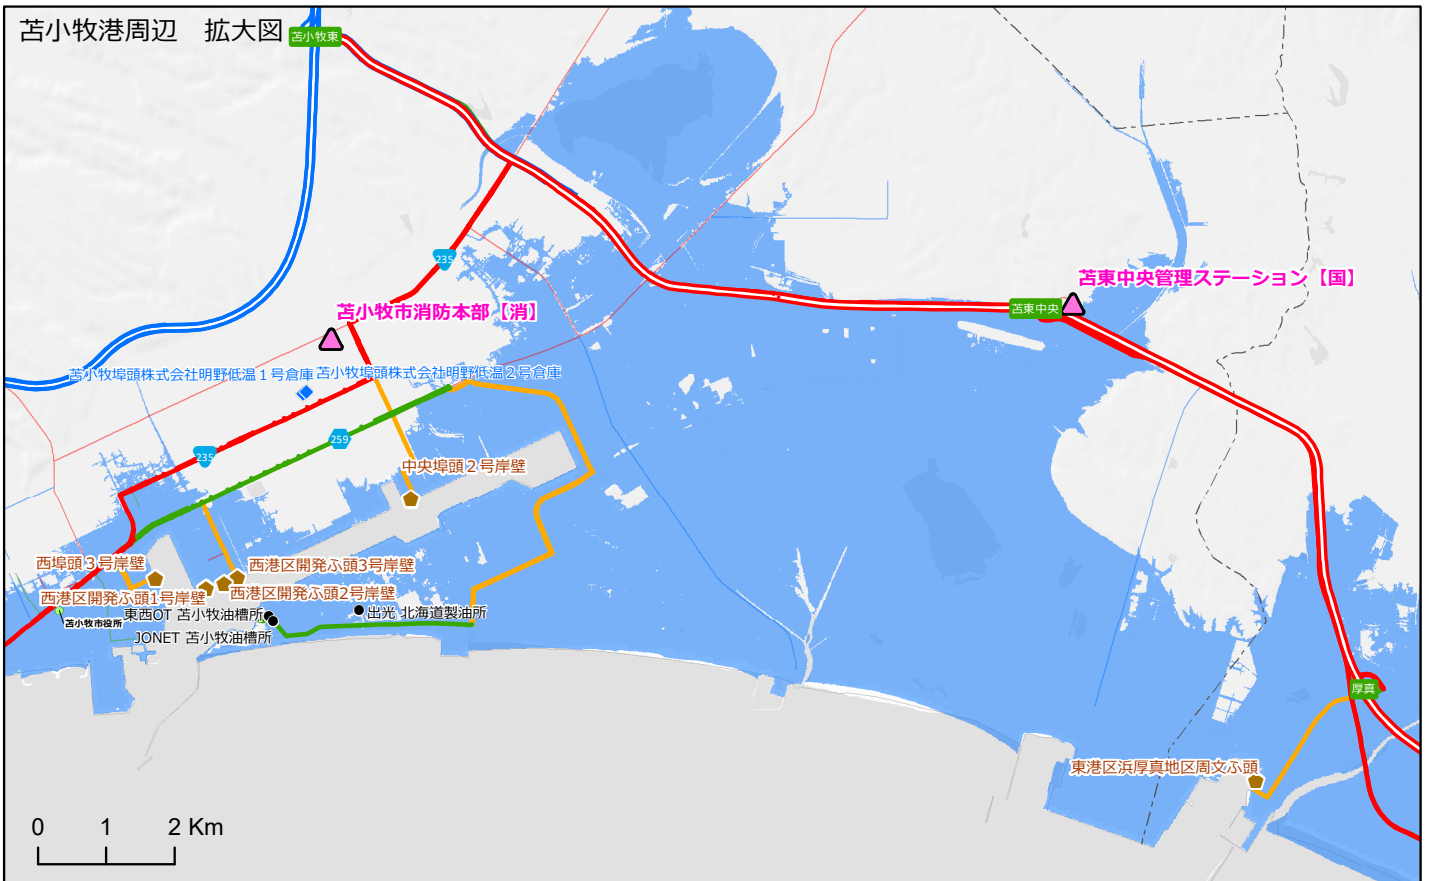 苫小牧港周辺　拡大図
苫小牧東
235
苫東中央管理ステーション【国】
苫東中央
苫小牧市消防本部【消】
苫小牧埠頭株式会社明野低温１号倉庫
苫小牧埠頭株式会社明野低温２号倉庫
259
235
中央埠頭２号岸壁
西埠頭３号岸壁
西港区開発ふ頭3号岸壁
西港区開発ふ頭1号岸壁
西港区開発ふ頭2号岸壁
東西OT 苫小牧油槽所
出光 北海道製油所
苫小牧市役所
JONET 苫小牧油槽所
厚真
東港区浜厚真地区周文ふ頭
0 1 2 Km